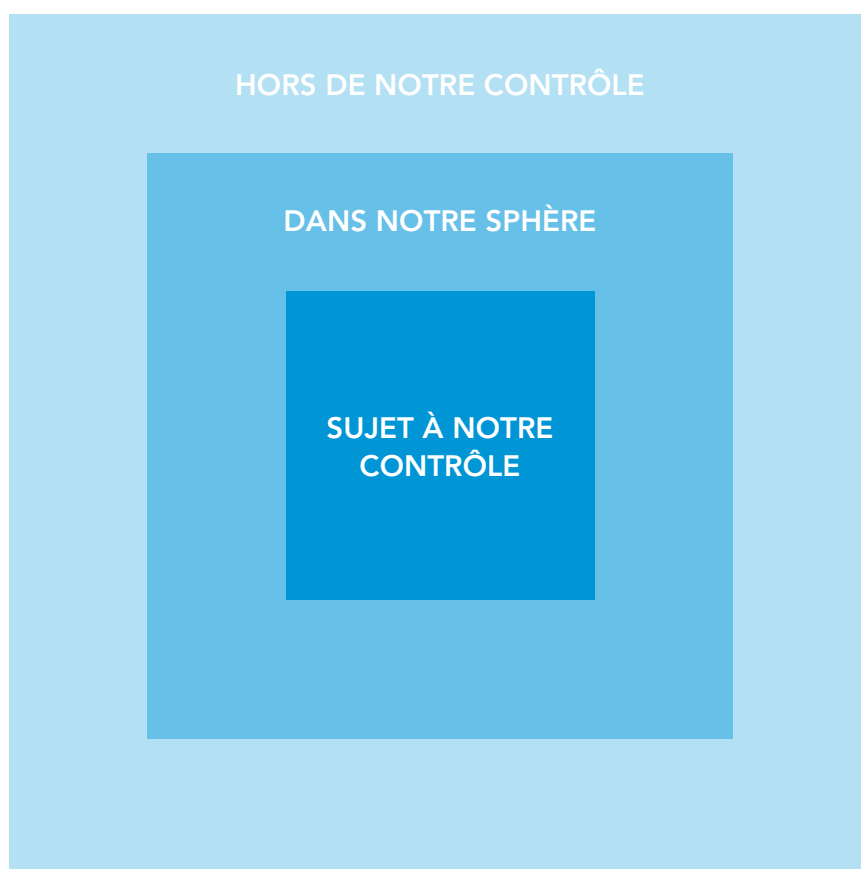 HORS DE NOTRE CONTRÔLE
DANS NOTRE SPHÈRE
SUJET À NOTRE
CONTRÔLE